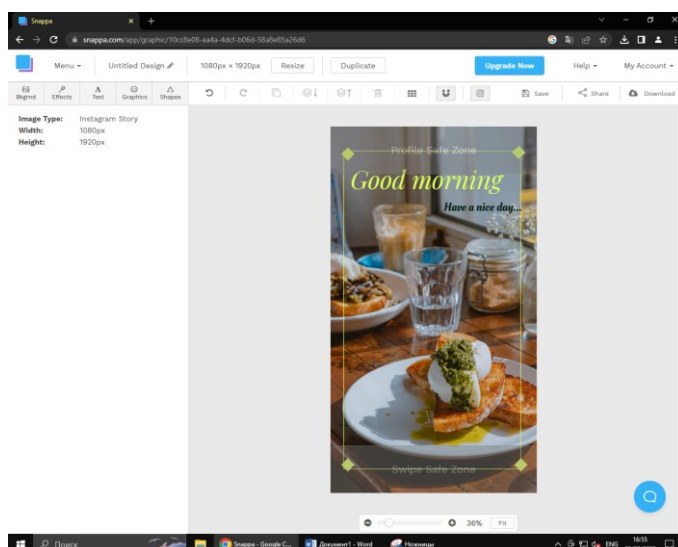 Snappa
snappa.com/app/graphic/10cc8e08-aa4a-4dcf-b06d-58a8e85a26d6
Menu
Untitled Design
1080px × 1920px
Resize
Duplicate
Upgrade Now
Help
My Account
Bkgrnd
Effects
Text
Graphics
Shapes
Save
Share
Download
Image Type: Instagram Story
Width: 1080px
Height: 1920px
Profile Safe Zone
Good morning
Have a nice day...
Swipe Safe Zone
36%
Fit
Поиск
Snappa - Google C...
Документ1 - Word
Ножницы
ENG
16:55